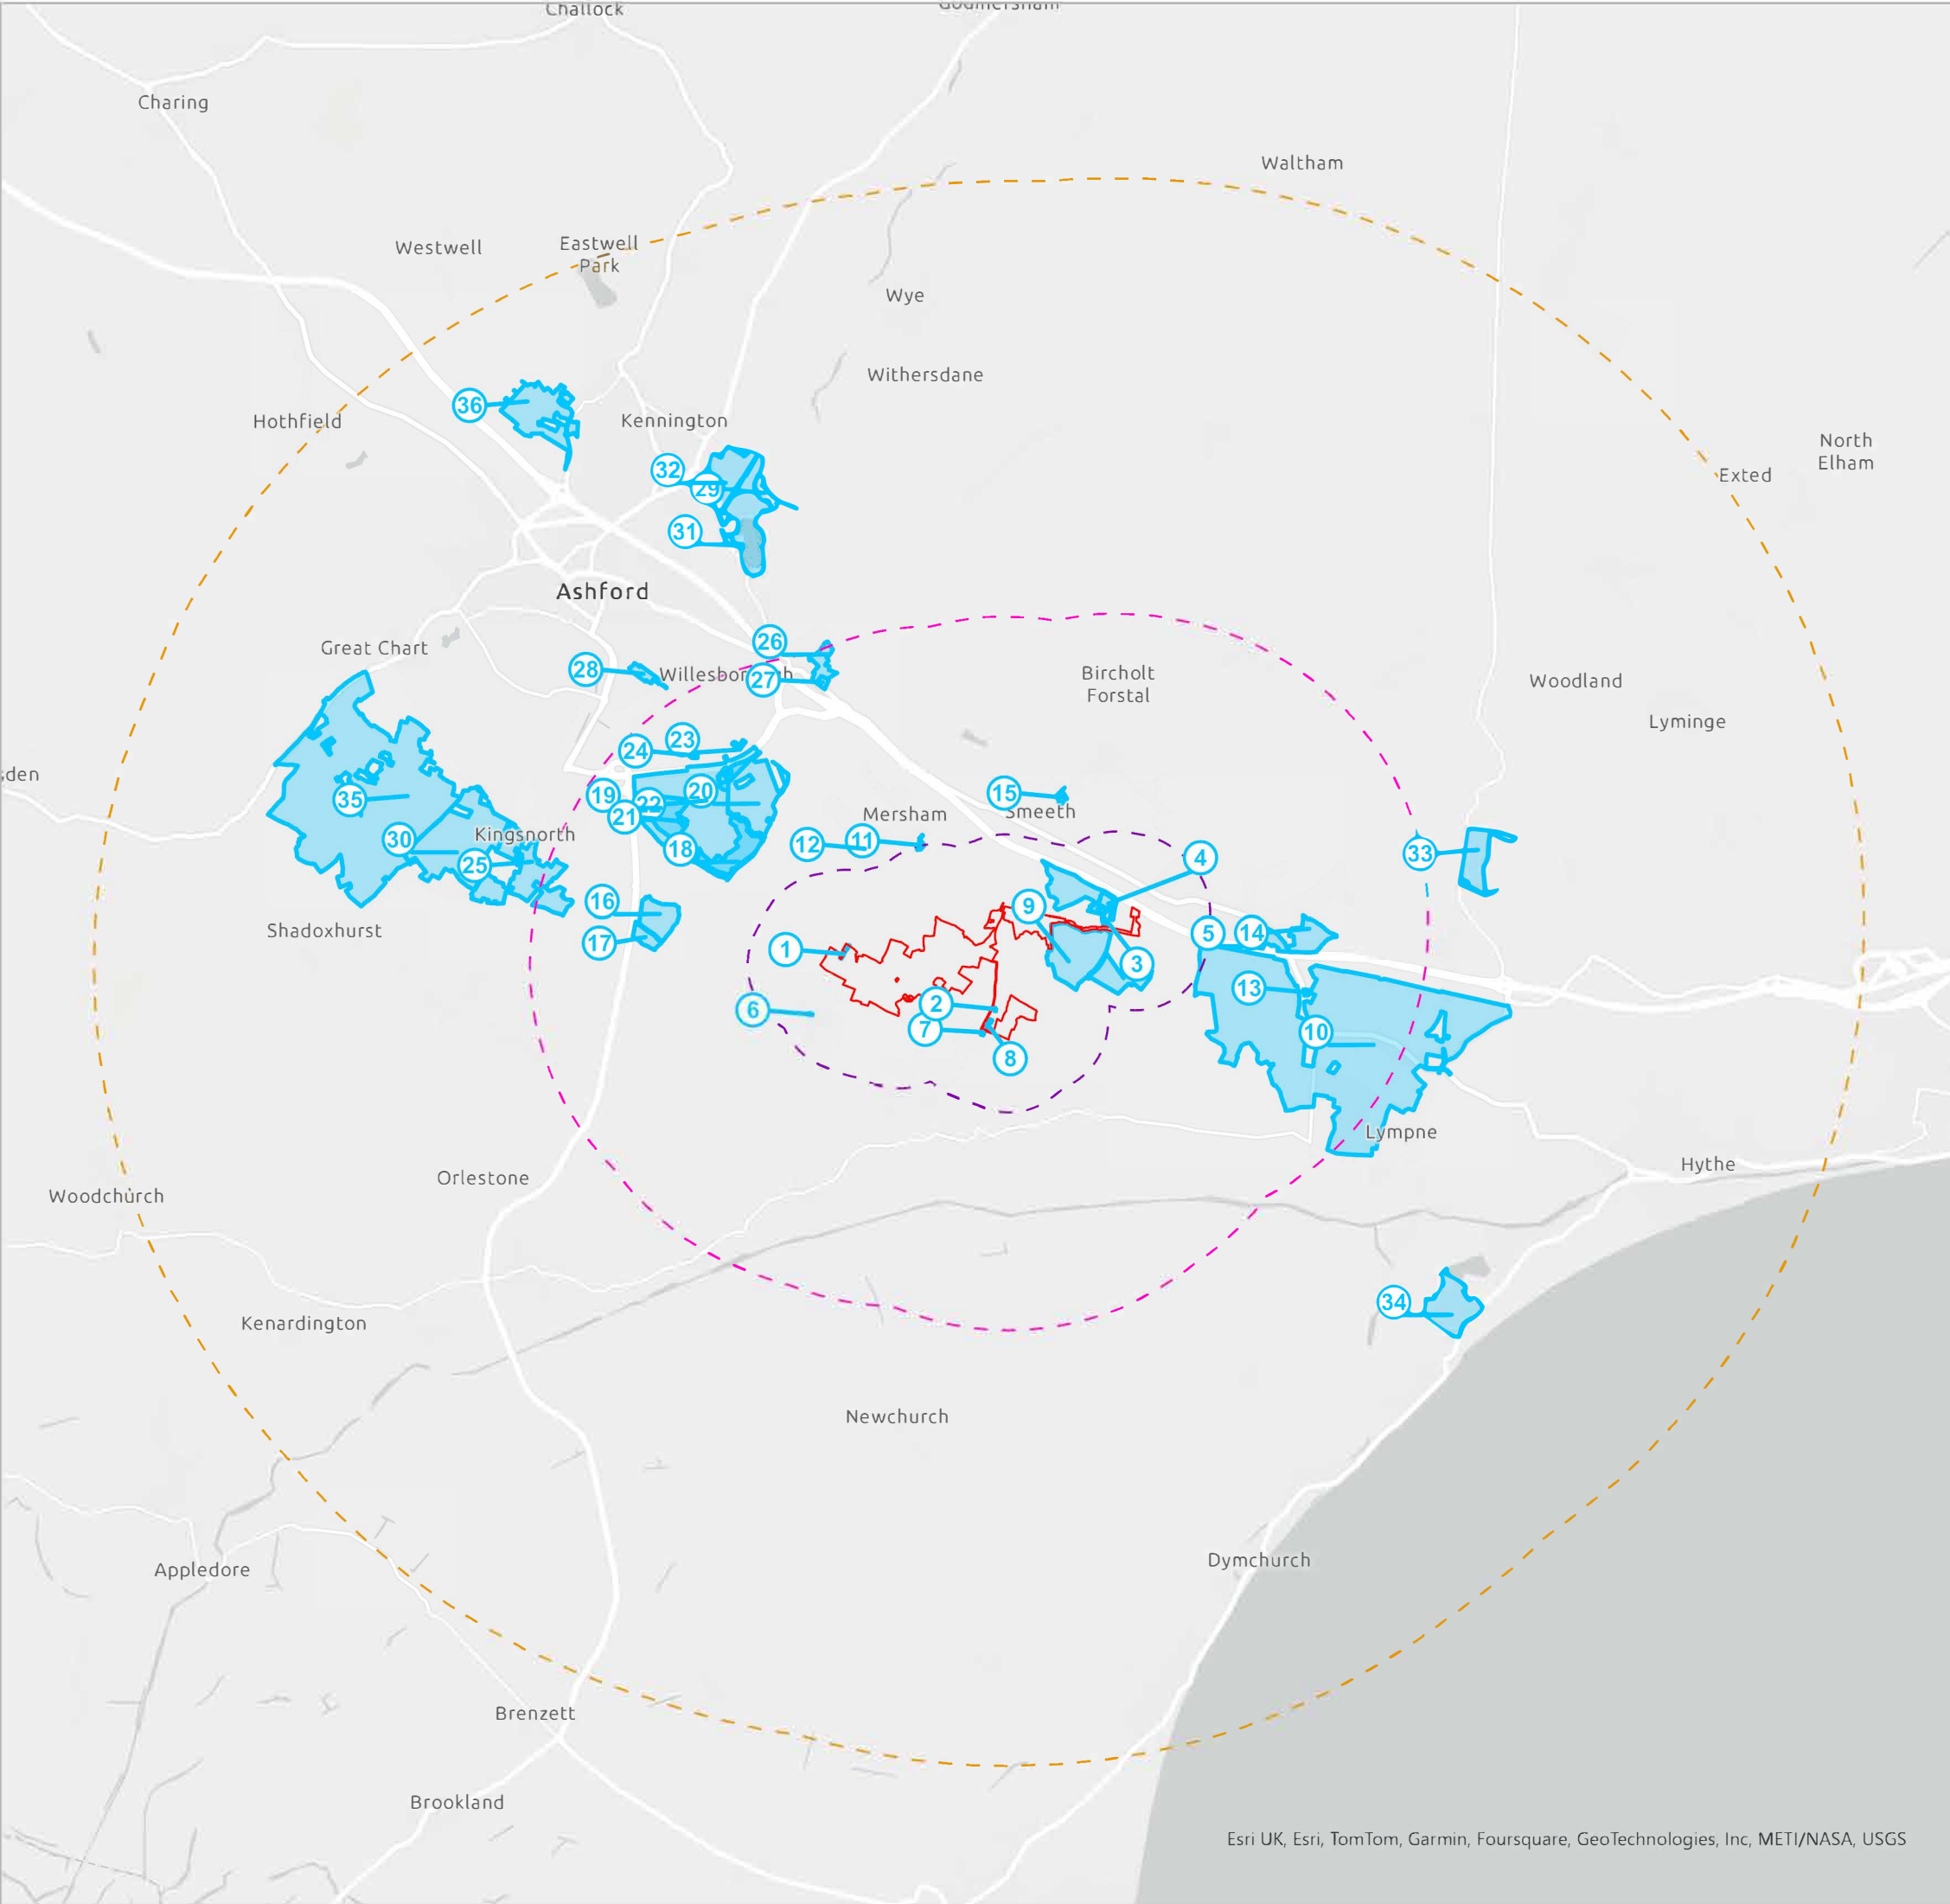 Challock
Godmersham
Charing
Waltham
Westwell
Eastwell
Park
Wye
Withersdane
36
Hothfield
Kennington
North
Elham
32
29
Exted
31
Ashford
26
Great Chart
28
Willesborough
27
Bircholt
Forstal
Woodland
Lyminge
23
24
den
35
19
22
20
15
21
Mersham
Smeeth
30
Kingsnorth
12
11
18
33
25
4
16
9
Shadoxhurst
17
1
5
14
3
13
6
2
7
10
8
Lympne
Orlestone
Hythe
Woodchurch
34
Kenardington
Newchurch
Appledore
Dymchurch
Brenzett
Brookland
Esri UK, Esri, TomTom, Garmin, Foursquare, GeoTechnologies, Inc, METI/NASA, USGS